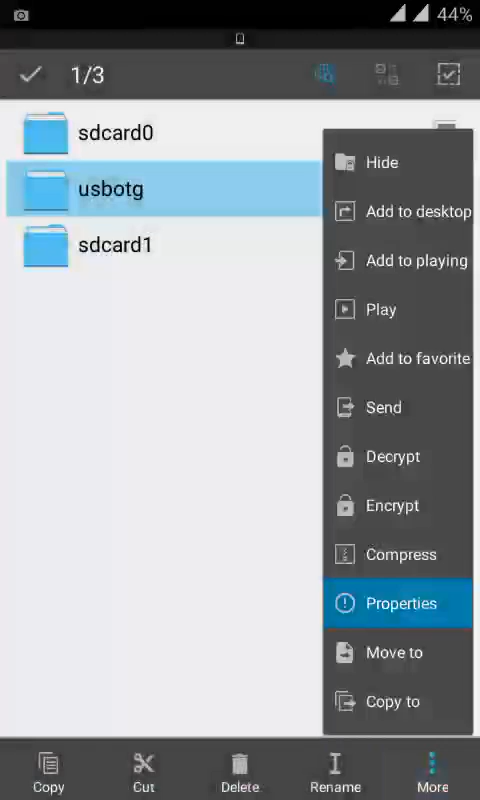 44%
1/3
sdcard0
usbotg
sdcard1
Hide
Add to desktop
Add to playing
Play
Add to favorite
Send
Decrypt
Encrypt
Compress
Properties
Move to
Copy to
Copy
Cut
Delete
Rename
More